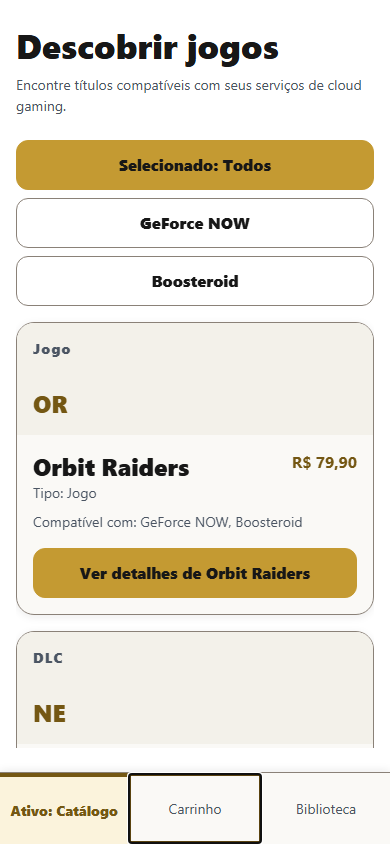 Descobrir jogos
Encontre títulos compatíveis com seus serviços de cloud
gaming.
Selecionado: Todos
GeForce NOW
Boosteroid
Jogo
OR
Orbit Raiders
R$ 79,90
Tipo: Jogo
Compatível com: GeForce NOW, Boosteroid
Ver detalhes de Orbit Raiders
DLC
NE
Ativo: Catálogo
Carrinho
Biblioteca